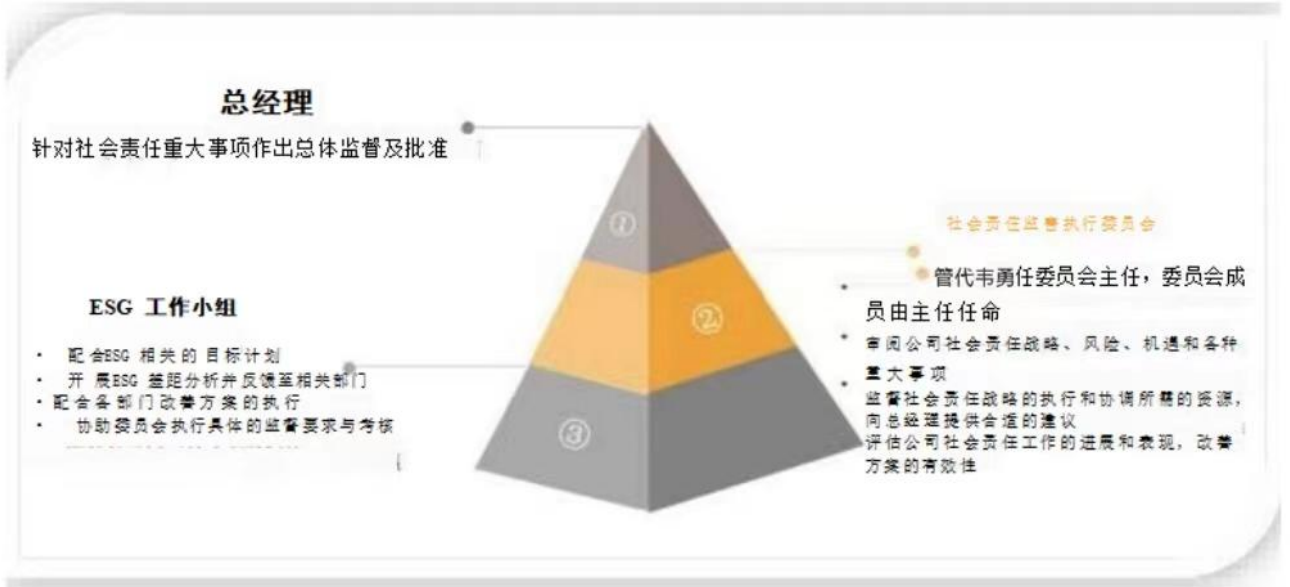 总经理
针对社会责任重大事项作出总体监督及批准
①
社会责任监督执行委员会
管代韦勇任委员会主任，委员会成
员由主任任命
审阅公司社会责任战略、风险、机遇和各种
重大事项
监督社会责任战略的执行和协调所需的资源，
向总经理提供合适的建议
评估公司社会责任工作的进展和表现，改善
方案的有效性
②
ESG 工作小组
• 配合ESG 相关的目标计划
• 开展ESG 差距分析并反馈至相关部门
• 配合各部门改善方案的执行
• 协助委员会执行具体的监督要求与考核
③